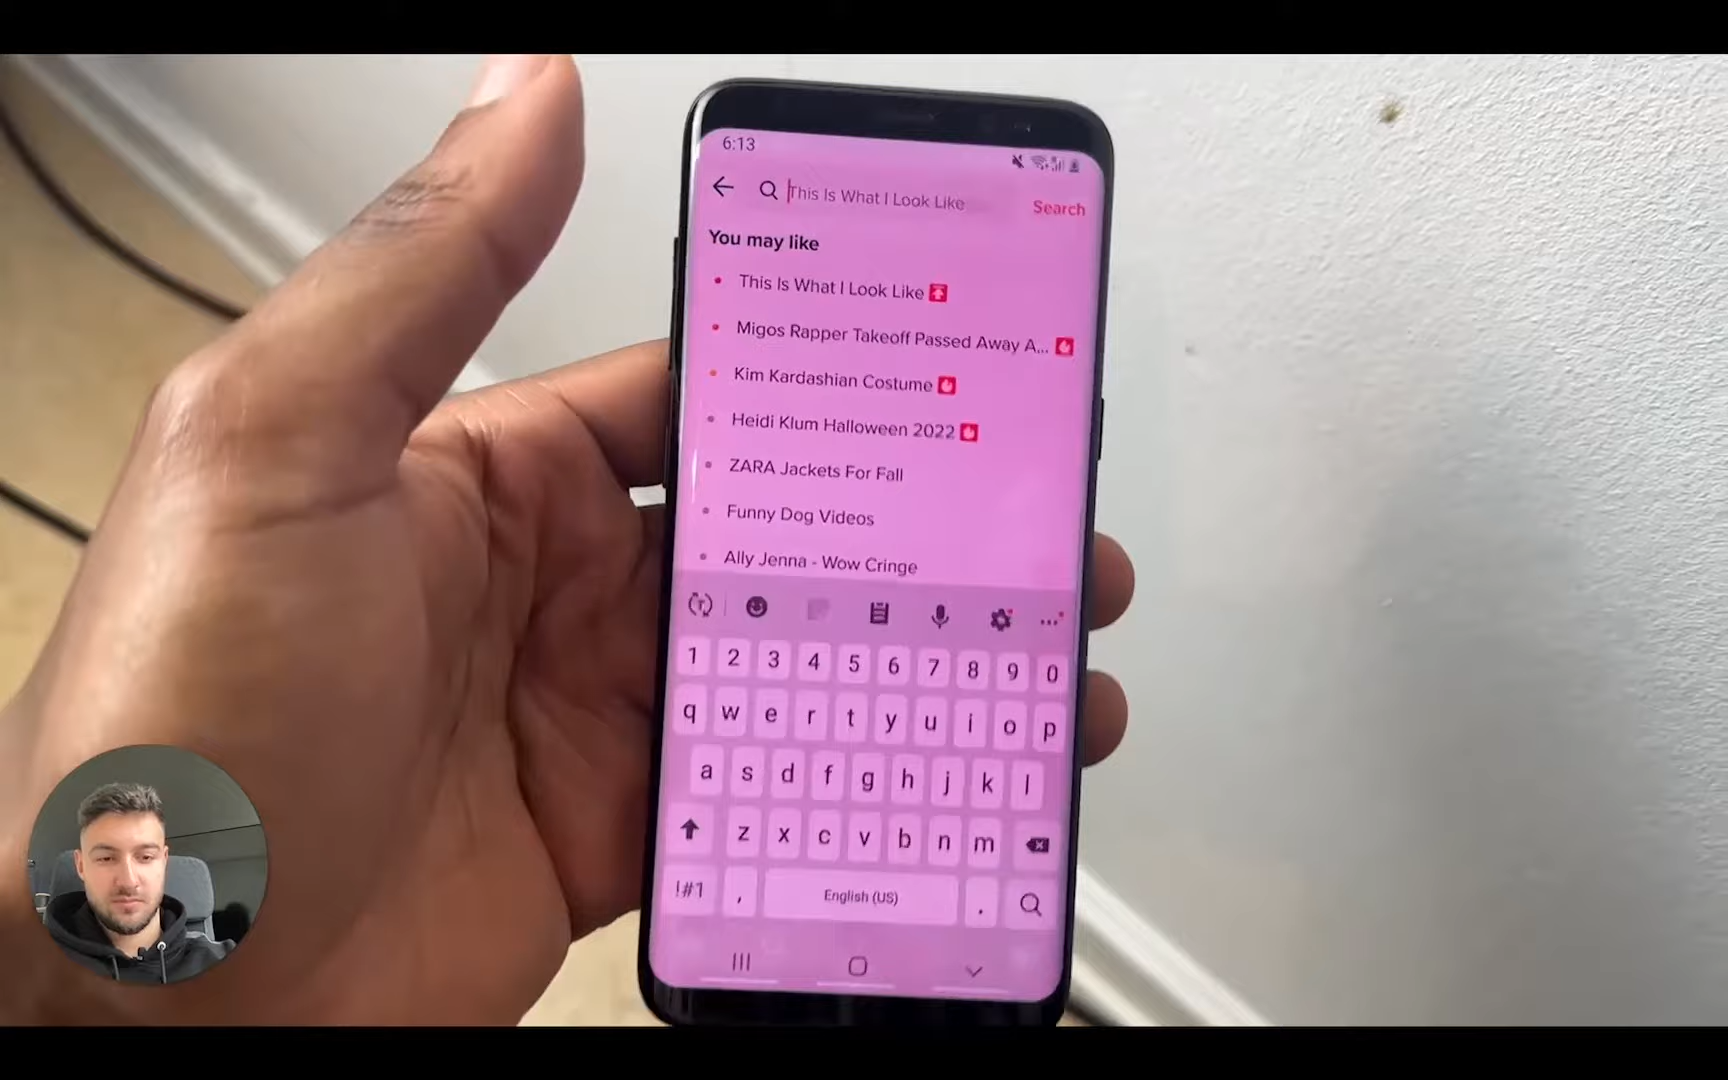 6:13
This Is What I Look Like
Search
You may like
This Is What I Look Like
Migos Rapper Takeoff Passed Away A...
Kim Kardashian Costume
Heidi Klum Halloween 2022
ZARA Jackets For Fall
Funny Dog Videos
Ally Jenna - Wow Cringe
1 2 3 4 5 6 7 8 9 0
q w e r t y u i o p
a s d f g h j k l
z x c v b n m
!#1 , English (US) .